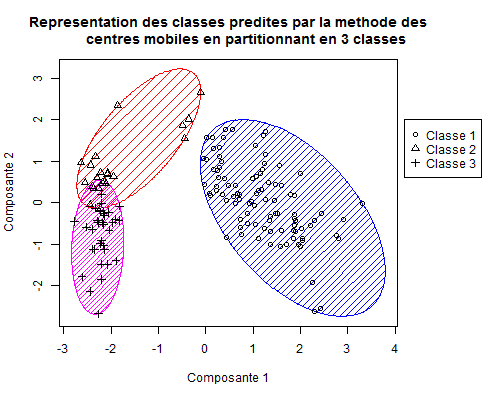 Representation des classes predites par la methode des
centres mobiles en partitionnant en 3 classes
3
2
1
0
-1
-2
Composante 2
-3 -2 -1 0 1 2 3 4
Composante 1
Classe 1
Classe 2
Classe 3